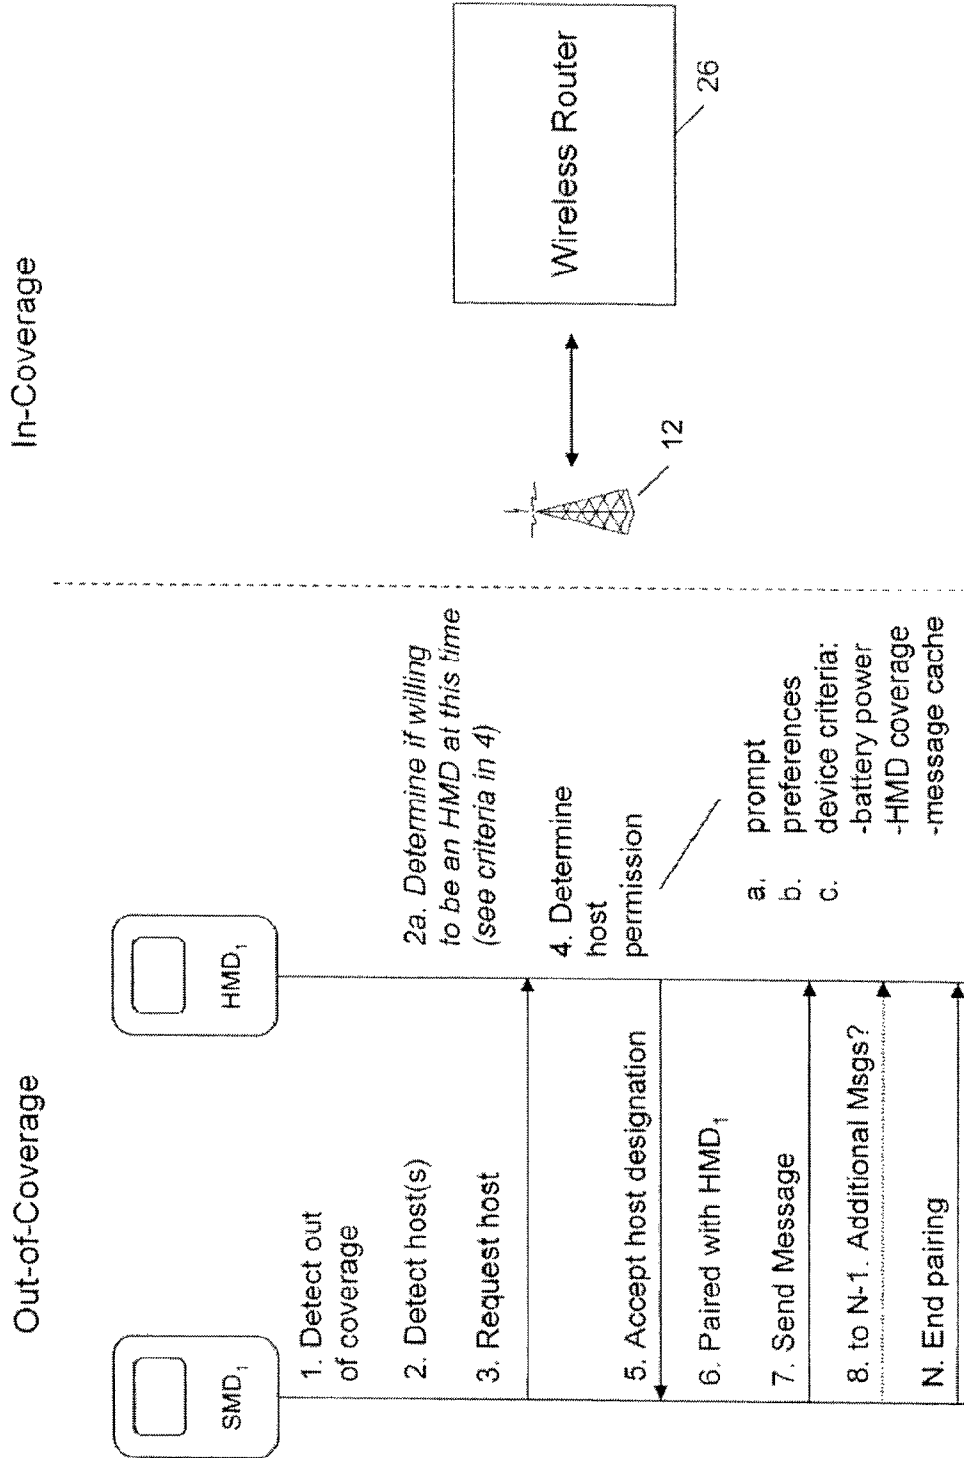 Out-of-Coverage
In-Coverage
SMD₁
HMD₁
1. Detect out
of coverage
2. Detect host(s)
2a. Determine if willing
to be an HMD at this time
(see criteria in 4)
3. Request host
4. Determine
host
permission
a. prompt
b. preferences
c. device criteria:
-battery power
-HMD coverage
-message cache
5. Accept host designation
6. Paired with HMD₁
7. Send Message
8. to N-1. Additional Msgs?
N. End pairing
12
Wireless Router
26